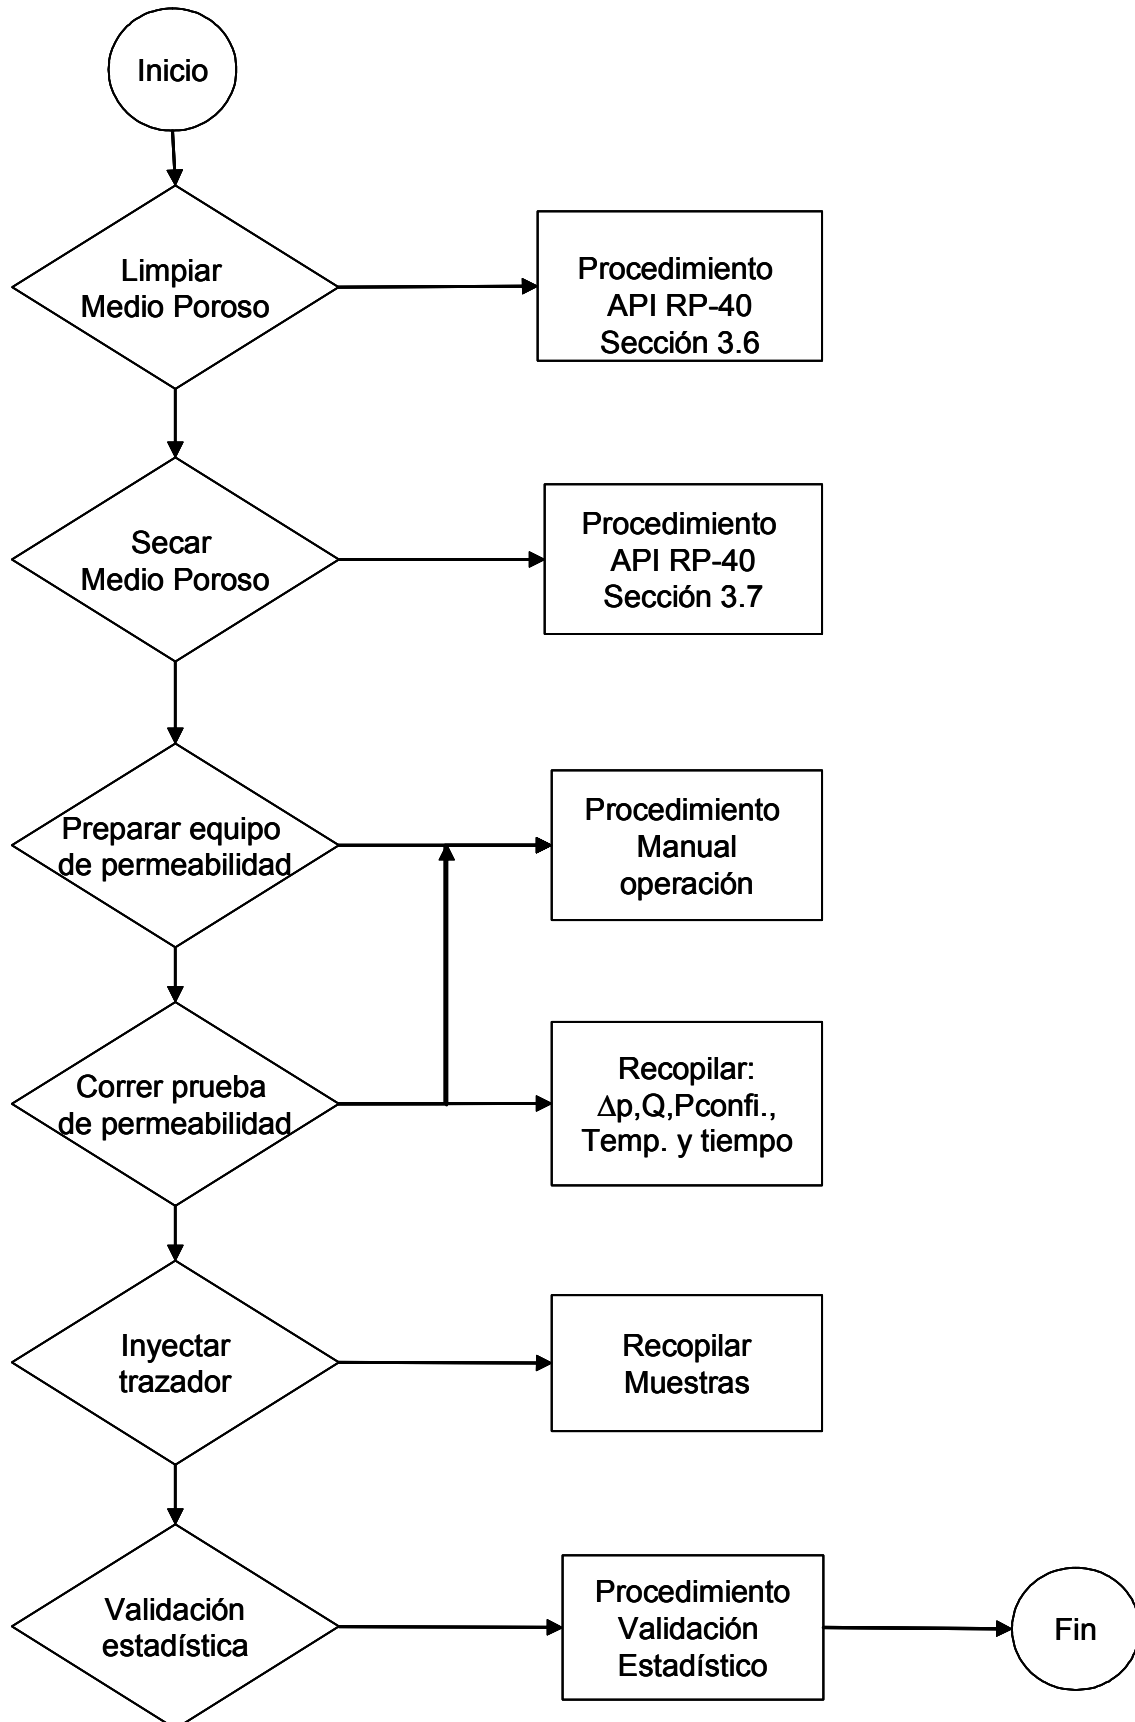 Inicio
Limpiar
Medio Poroso
Procedimiento
API RP-40
Sección 3.6
Secar
Medio Poroso
Procedimiento
API RP-40
Sección 3.7
Preparar equipo
de permeabilidad
Procedimiento
Manual
operación
Correr prueba
de permeabilidad
Recopilar:
Δp,Q,Pconfi.,
Temp. y tiempo
Inyectar
trazador
Recopilar
Muestras
Validación
estadística
Procedimiento
Validación
Estadístico
Fin